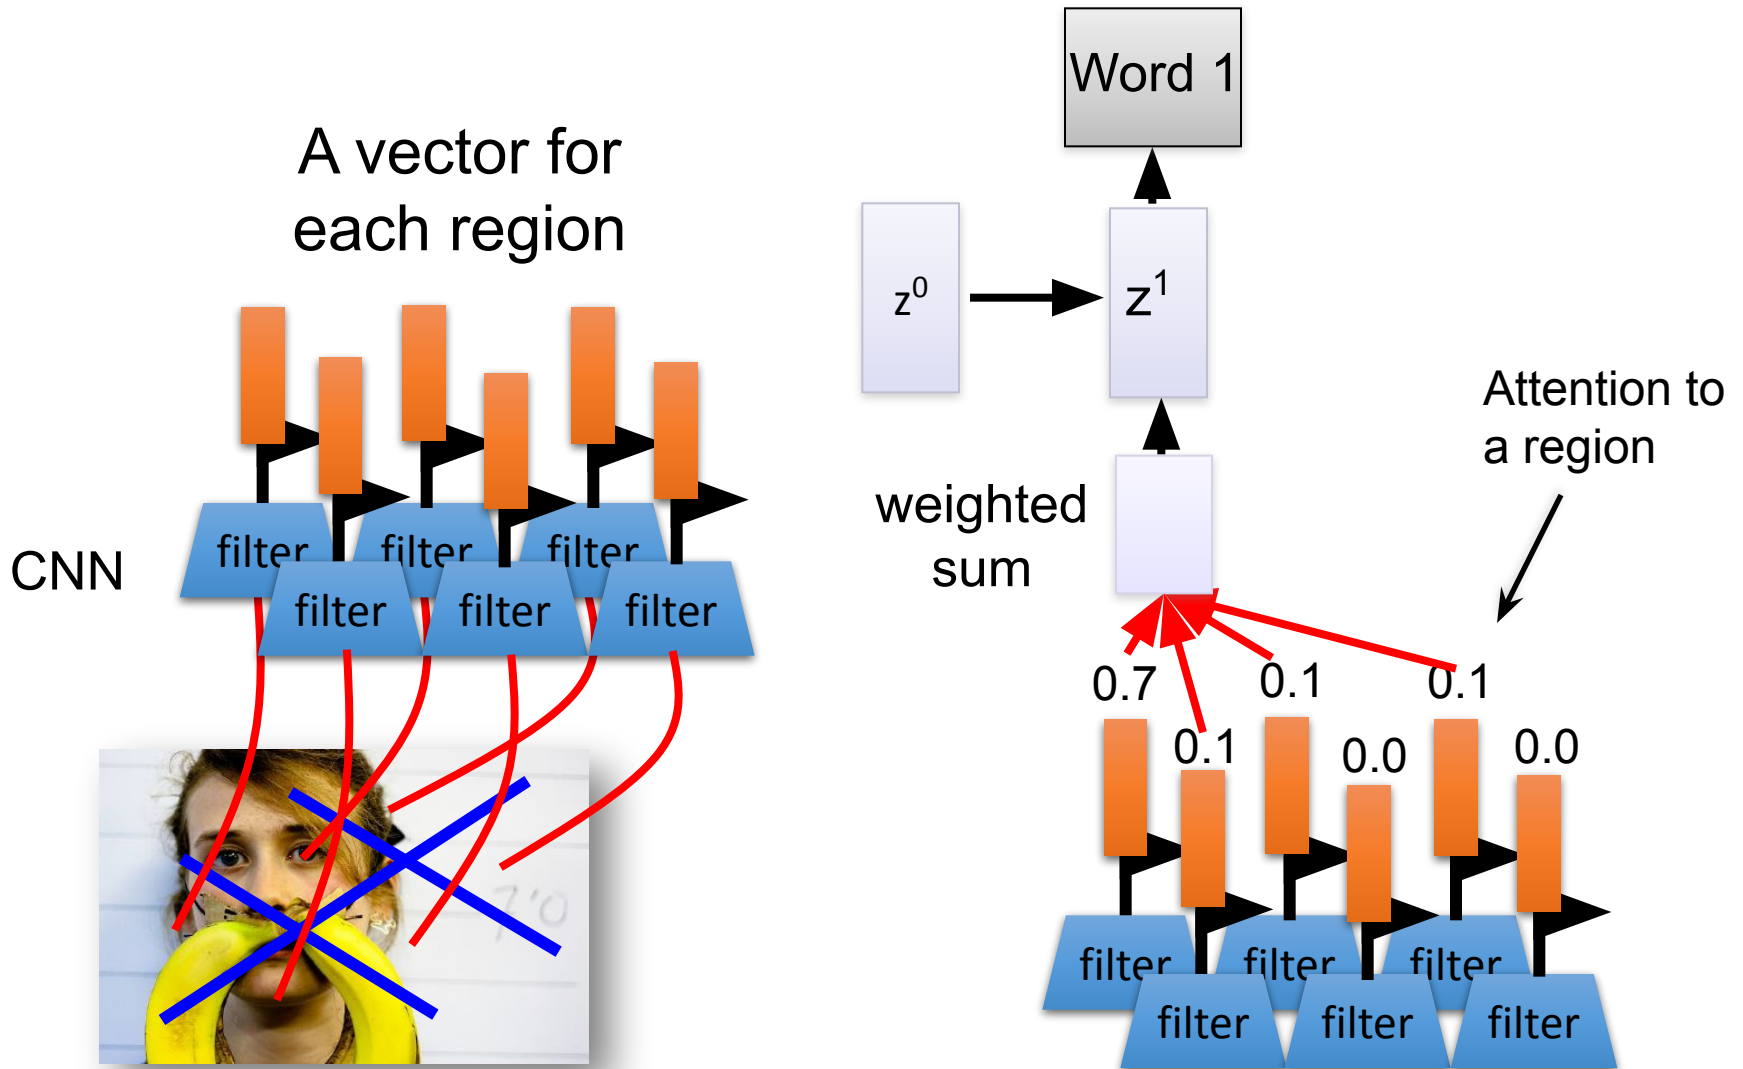 A vector for
each region
CNN
filter
filter
filter
filter
filter
filter
Word 1
z⁰
z¹
weighted
sum
Attention to
a region
0.7
0.1
0.1
0.1
0.0
0.0
filter
filter
filter
filter
filter
filter